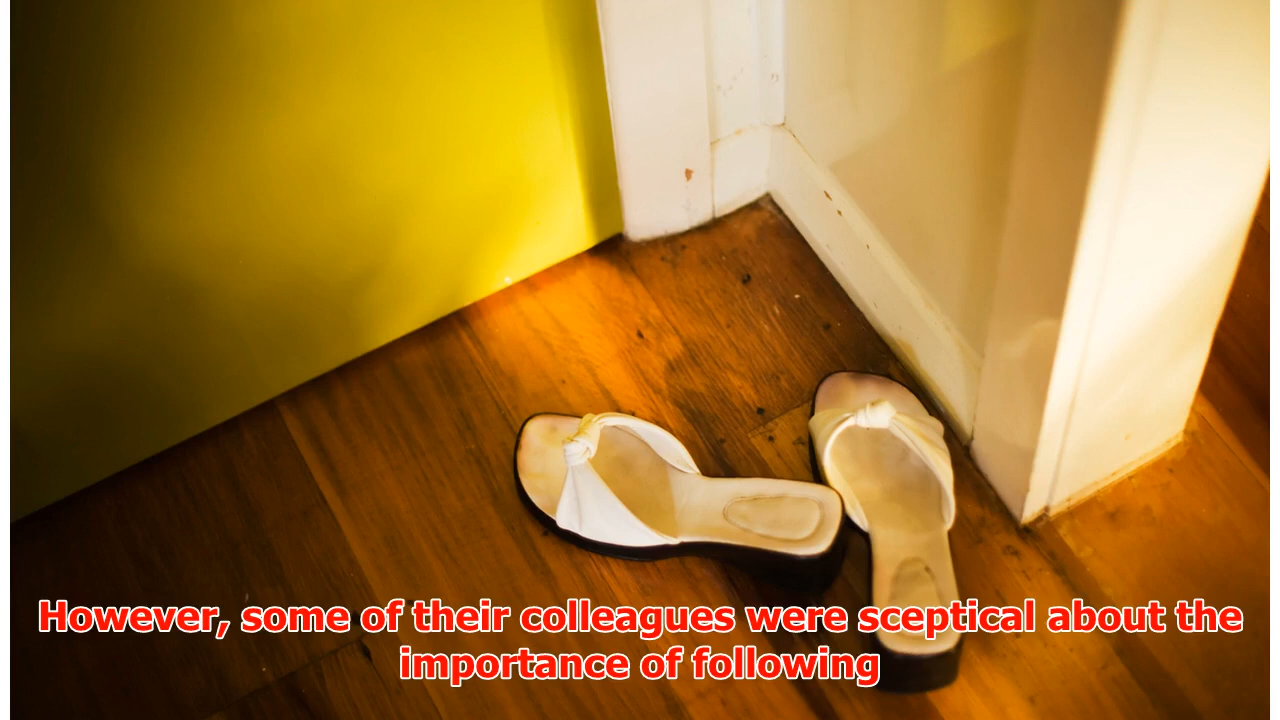 However, some of their colleagues were sceptical about the
importance of following